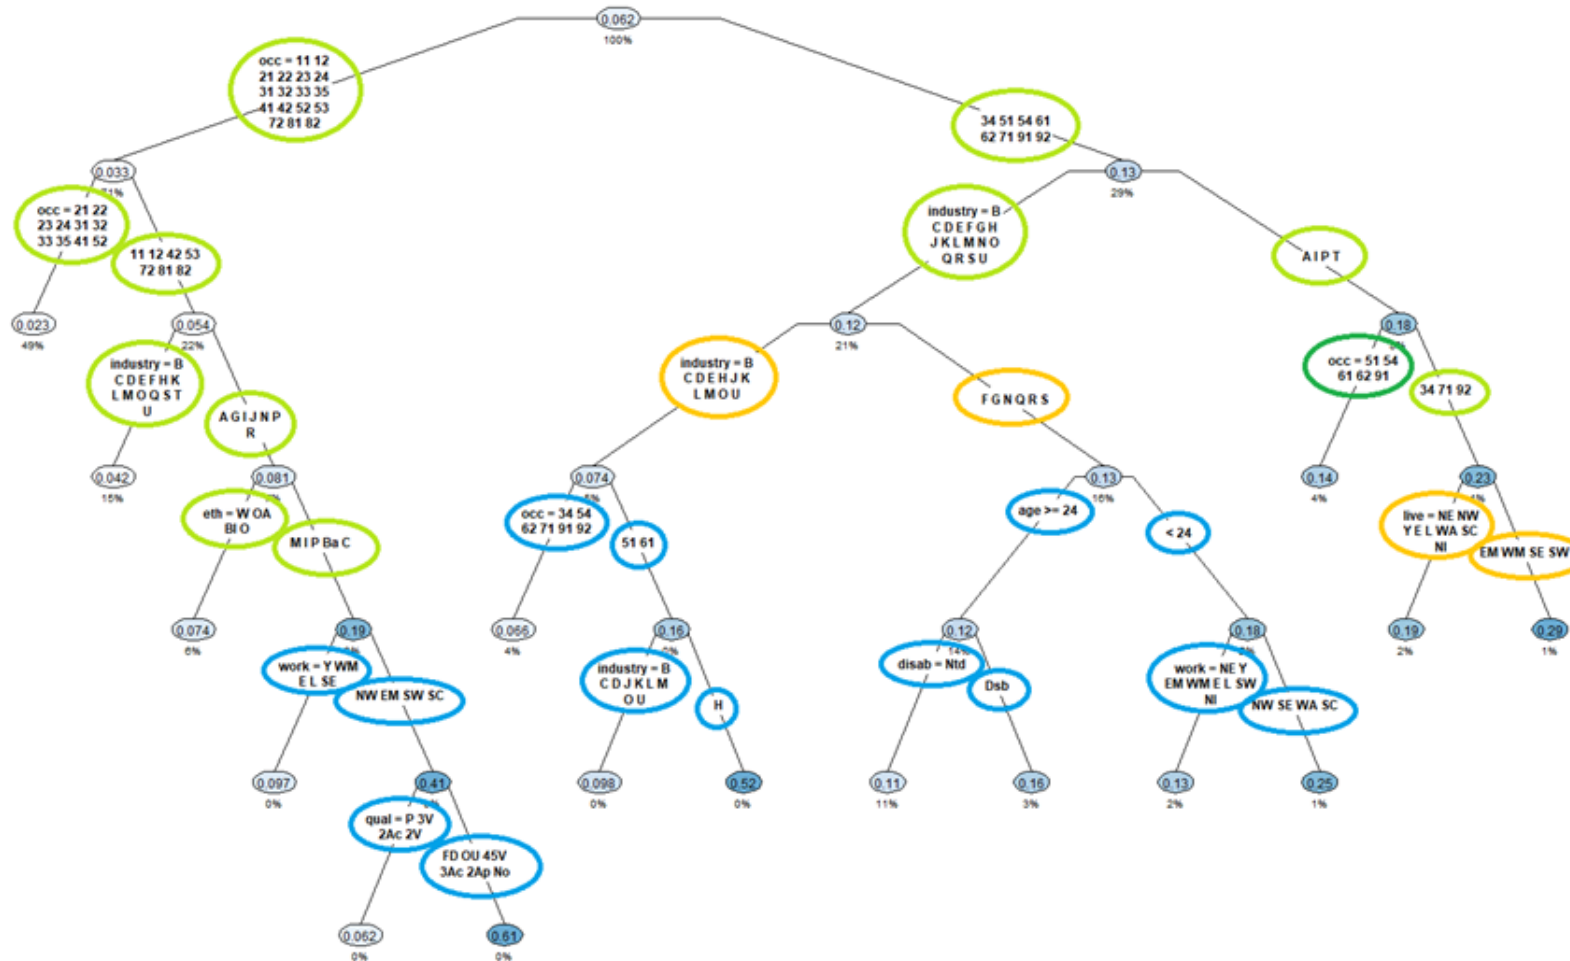 0.062
100%
occ = 11 12
21 22 23 24
31 32 33 35
41 42 52 53
72 81 82
34 51 54 61
62 71 91 92
0.033
0.13
29%
occ = 21 22
23 24 31 32
33 35 41 52
11 12 42 53
72 81 82
industry = B
C D E F G H
J K L M N O
Q R S U
A I P T
0.023
49%
0.054
22%
0.12
21%
0.18
industry = B
C D E F H K
L M O Q S T
U
A G I J N P
R
industry = B
C D E H J K
L M O U
F G N Q R S
occ = 51 54
61 62 91
34 71 92
0.042
15%
0.081
0.074
0.13
16%
0.14
4%
0.23
eth = W OA
BI O
M I P Ba C
occ = 34 54
62 71 91 92
51 61
age >= 24
< 24
live = NE NW
Y E L WA SC
NI
EM WM SE SW
0.074
6%
0.19
0.066
4%
0.16
0.12
14%
0.18
0.19
2%
0.29
1%
work = Y WM
E L SE
NW EM SW SC
industry = B
C D J K L M
O U
H
disab = Ntd
Dsb
work = NE Y
EM WM E L SW
NI
NW SE WA SC
0.097
0%
0.41
0.098
0%
0.52
0%
0.11
11%
0.16
3%
0.13
2%
0.25
1%
qual = P 3V
2Ac 2V
FD OU 45V
3Ac 2Ap No
0.062
0%
0.61
0%